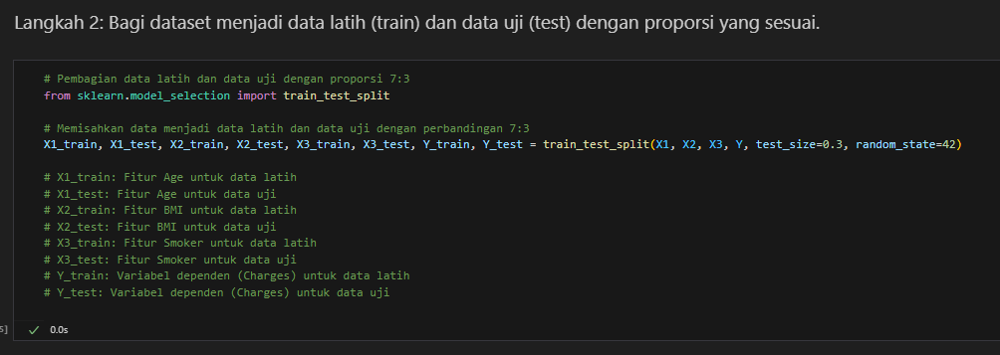 Langkah 2: Bagi dataset menjadi data latih (train) dan data uji (test) dengan proporsi yang sesuai.
# Pembagian data latih dan data uji dengan proporsi 7:3
from sklearn.model_selection import train_test_split
# Memisahkan data menjadi data latih dan data uji dengan perbandingan 7:3
X1_train, X1_test, X2_train, X2_test, X3_train, X3_test, Y_train, Y_test = train_test_split(X1, X2, X3, Y, test_size=0.3, random_state=42)
# X1_train: Fitur Age untuk data latih
# X1_test: Fitur Age untuk data uji
# X2_train: Fitur BMI untuk data latih
# X2_test: Fitur BMI untuk data uji
# X3_train: Fitur Smoker untuk data latih
# X3_test: Fitur Smoker untuk data uji
# Y_train: Variabel dependen (Charges) untuk data latih
# Y_test: Variabel dependen (Charges) untuk data uji
0.0s